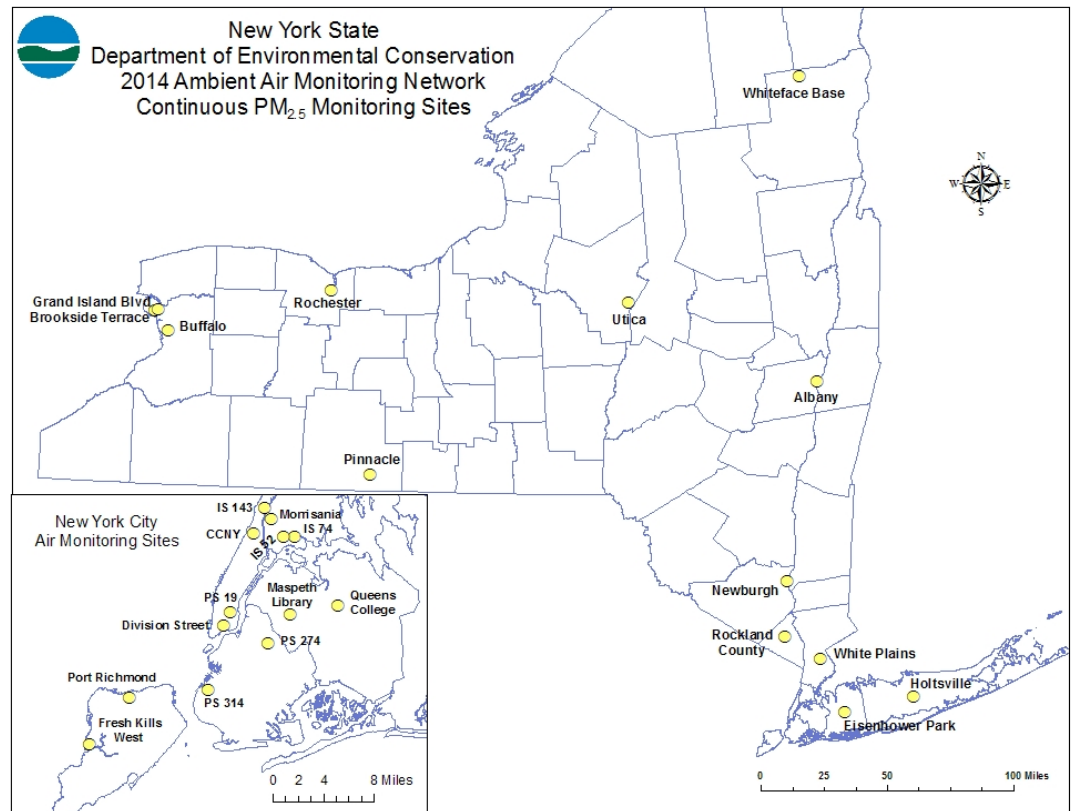 New York State
Department of Environmental Conservation
2014 Ambient Air Monitoring Network
Continuous PM2.5 Monitoring Sites
Whiteface Base
N
W E
S
Grand Island Blvd
Brookside Terrace
Buffalo
Rochester
Utica
Albany
Pinnacle
Newburgh
Rockland
County
White Plains
Holtsville
Eisenhower Park
0 25 50 100 Miles
New York City
Air Monitoring Sites
IS 143
Morrisania
CCNY
IS 52
IS 74
PS 19
Maspeth
Library
Queens
College
Division Street
PS 274
Port Richmond
PS 314
Fresh Kills
West
0 2 4 8 Miles